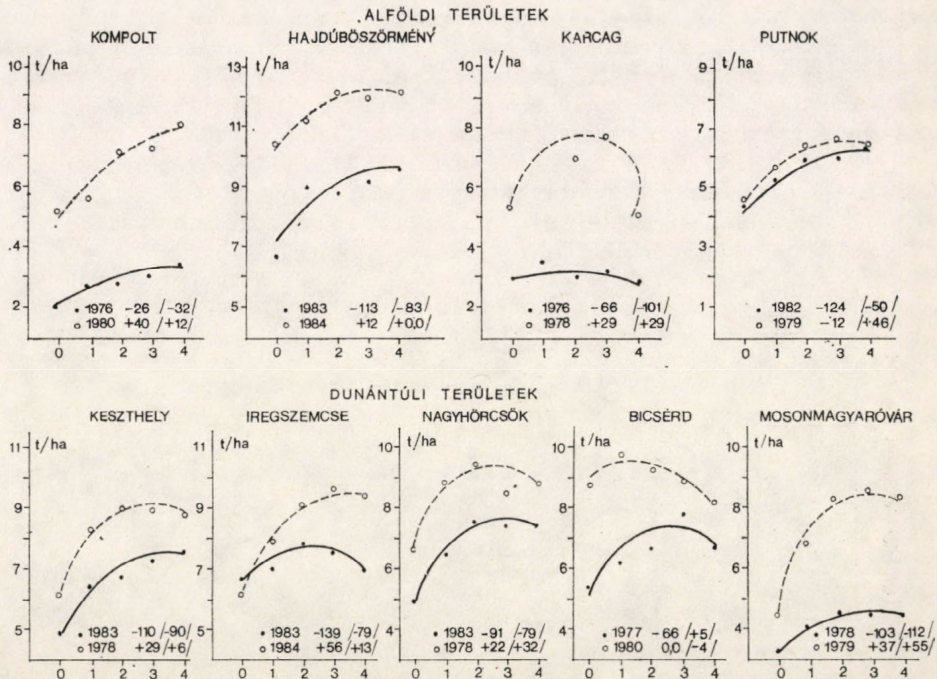 ALFÖLDI TERÜLETEK
KOMPOLT
t/ha
10
8
6
4
2
• 1976 -26 /-32/
○ 1980 +40 /+12/
0 1 2 3 4
HAJDÚBÖSZÖRMÉNY
t/ha
13
11
9
7
5
• 1983 -113 /-83/
○ 1984 +12 /+0,0/
0 1 2 3 4
KARCAG
t/ha
10
8
6
4
2
• 1976 -66 /-101/
○ 1978 +29 /+29/
0 1 2 3 4
PUTNOK
t/ha
9
7
5
3
1
• 1982 -124 /-50/
○ 1979 -12 /+46/
0 1 2 3 4
DUNÁNTÚLI TERÜLETEK
KESZTHELY
t/ha
11
9
7
5
• 1983 -110 /-90/
○ 1978 +29 /+6/
0 1 2 3 4
IREGSZEMCSE
t/ha
11
9
7
5
• 1983 -139 /-79/
○ 1984 +56 /+13/
0 1 2 3 4
NAGYHÖRCSÖK
t/ha
10
8
6
4
• 1983 -91 /-79/
○ 1978 +22 /+32/
0 1 2 3 4
BICSÉRD
t/ha
10
8
6
4
• 1977 -66 /+5/
○ 1980 0,0 /-4/
0 1 2 3 4
MOSONMAGYARÓVÁR
t/ha
10
8
6
4
• 1978 -103 /-112/
○ 1979 +37 /+55/
0 1 2 3 4